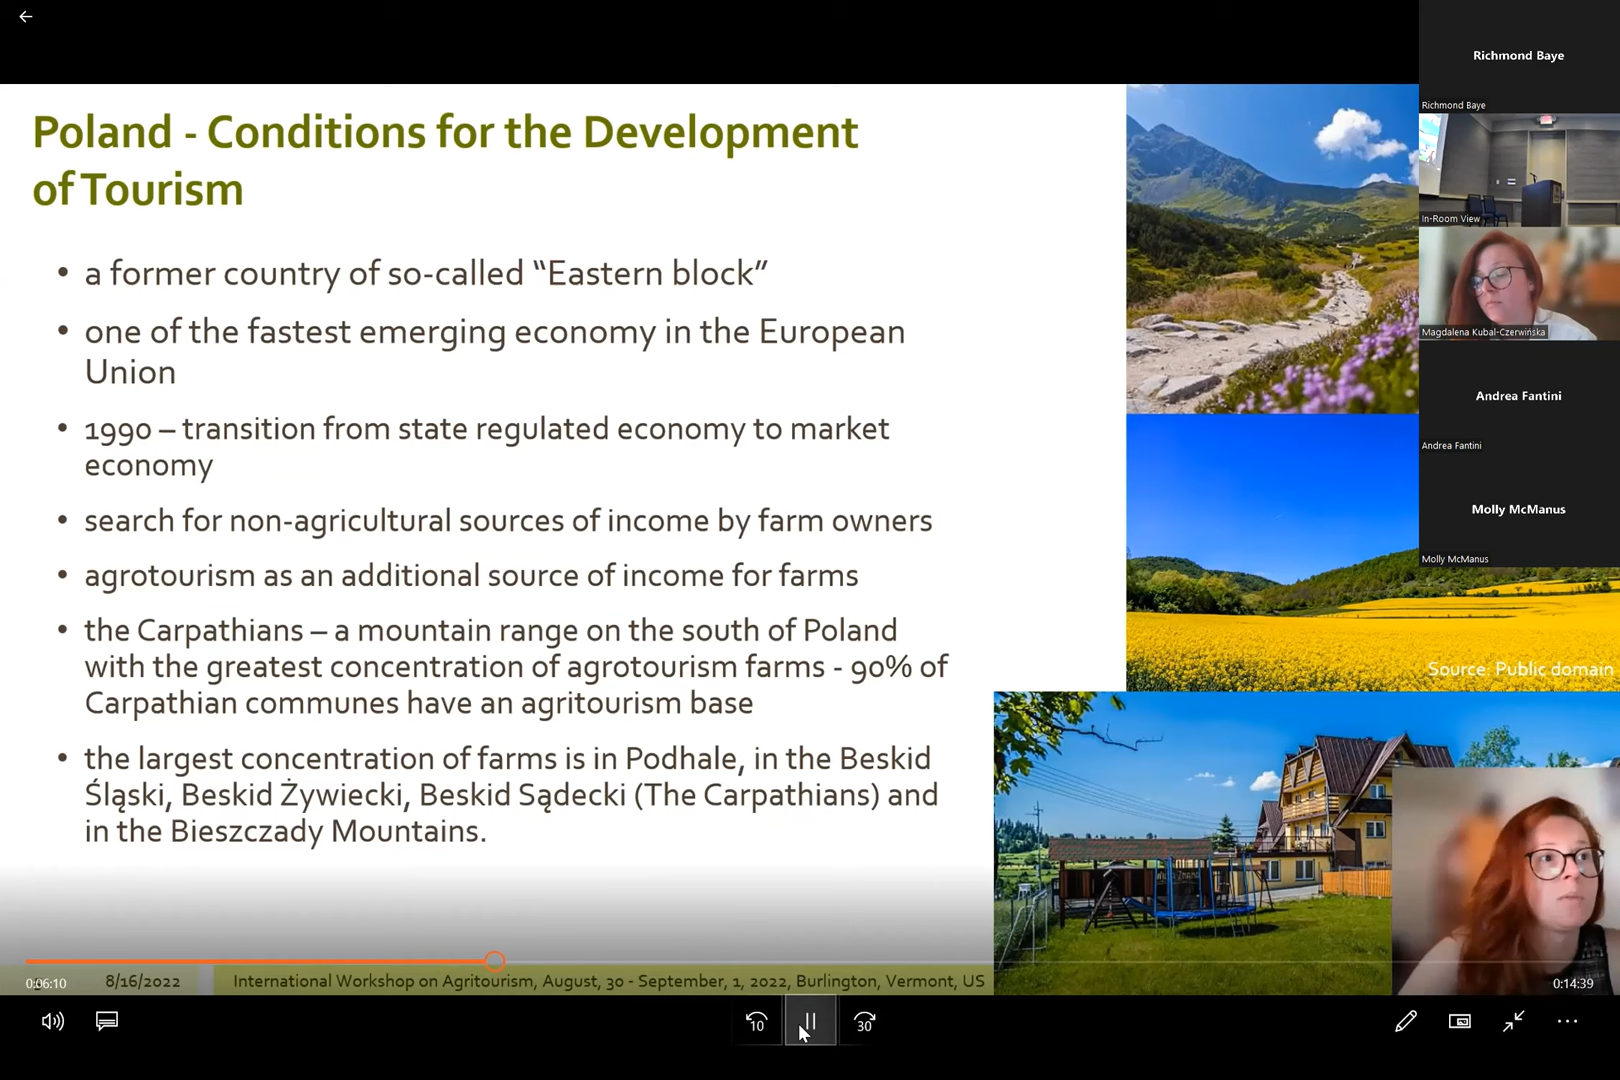 Poland - Conditions for the Development
of Tourism
• a former country of so-called “Eastern block”
• one of the fastest emerging economy in the European
Union
• 1990 – transition from state regulated economy to market
economy
• search for non-agricultural sources of income by farm owners
• agrotourism as an additional source of income for farms
• the Carpathians – a mountain range on the south of Poland
with the greatest concentration of agrotourism farms - 90% of
Carpathian communes have an agritourism base
• the largest concentration of farms is in Podhale, in the Beskid
Śląski, Beskid Żywiecki, Beskid Sądecki (The Carpathians) and
in the Bieszczady Mountains.
Source: Public domain
Richmond Baye
Richmond Baye
In-Room View
Magdalena Kubal-Czerwińska
Andrea Fantini
Andrea Fantini
Molly McManus
Molly McManus
0:06:10
8/16/2022
International Workshop on Agritourism, August, 30 - September, 1, 2022, Burlington, Vermont, US
0:14:39
10
30